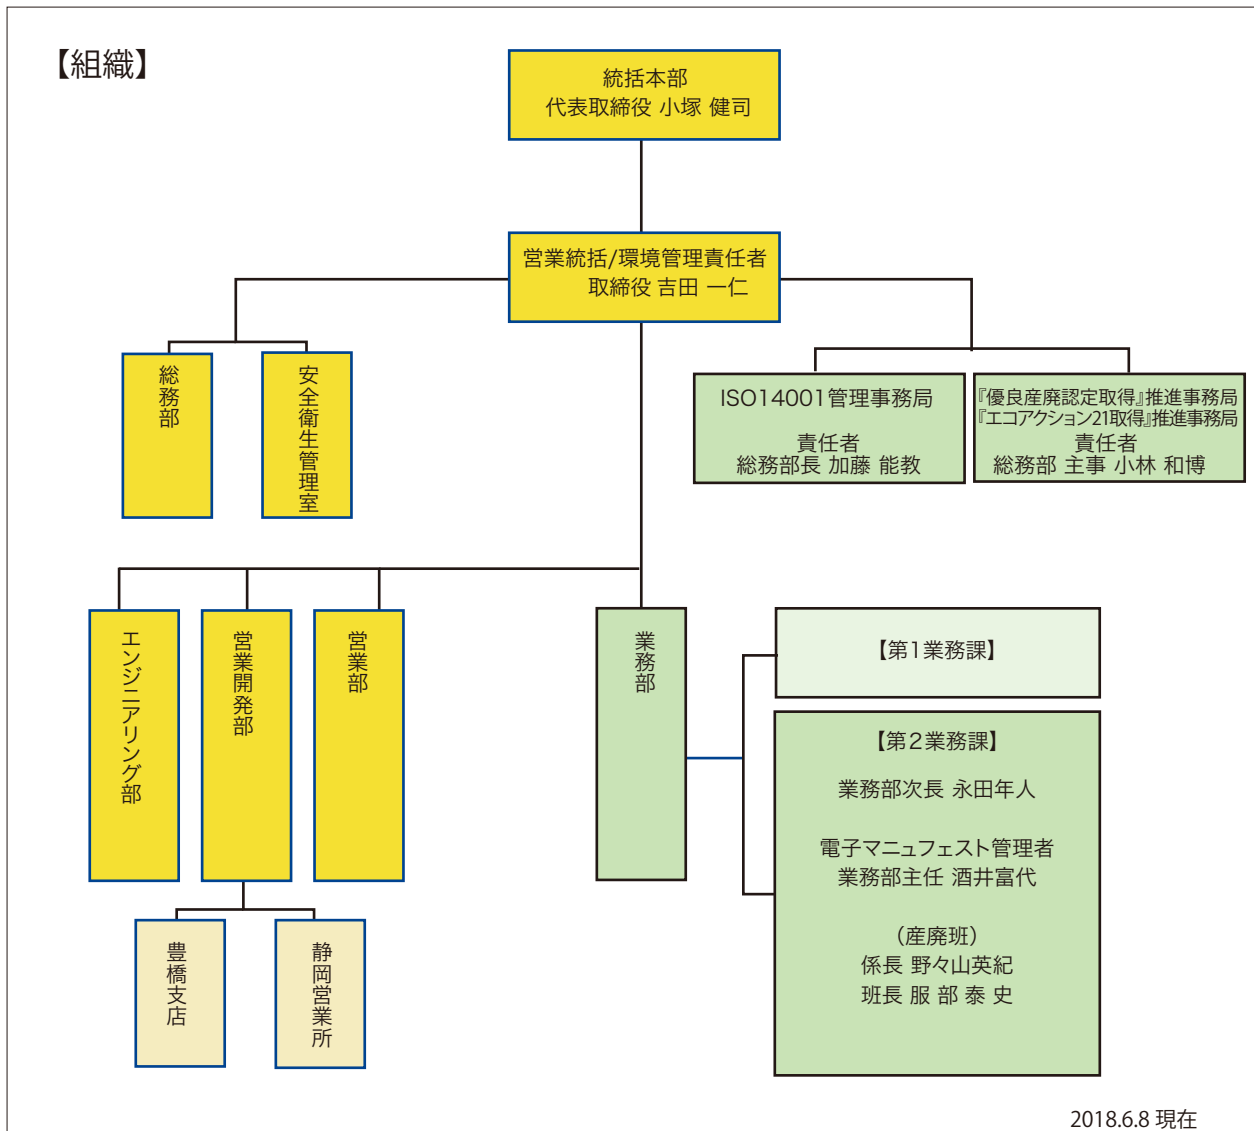 【組織】
統括本部
代表取締役 小塚 健司
営業統括/環境管理責任者
取締役 吉田 一仁
総務部
安全衛生管理室
ISO14001管理事務局
責任者
総務部長 加藤 能教
『優良産廃認定取得』推進事務局
『エコアクション21取得』推進事務局
責任者
総務部 主事 小林 和博
エンジニアリング部
営業開発部
営業部
業務部
【第1業務課】
【第2業務課】
業務部次長 永田年人
電子マニュフェスト管理者
業務部主任 酒井富代
（産廃班）
係長 野々山英紀
班長 服 部 泰 史
豊橋支店
静岡営業所
2018.6.8 現在